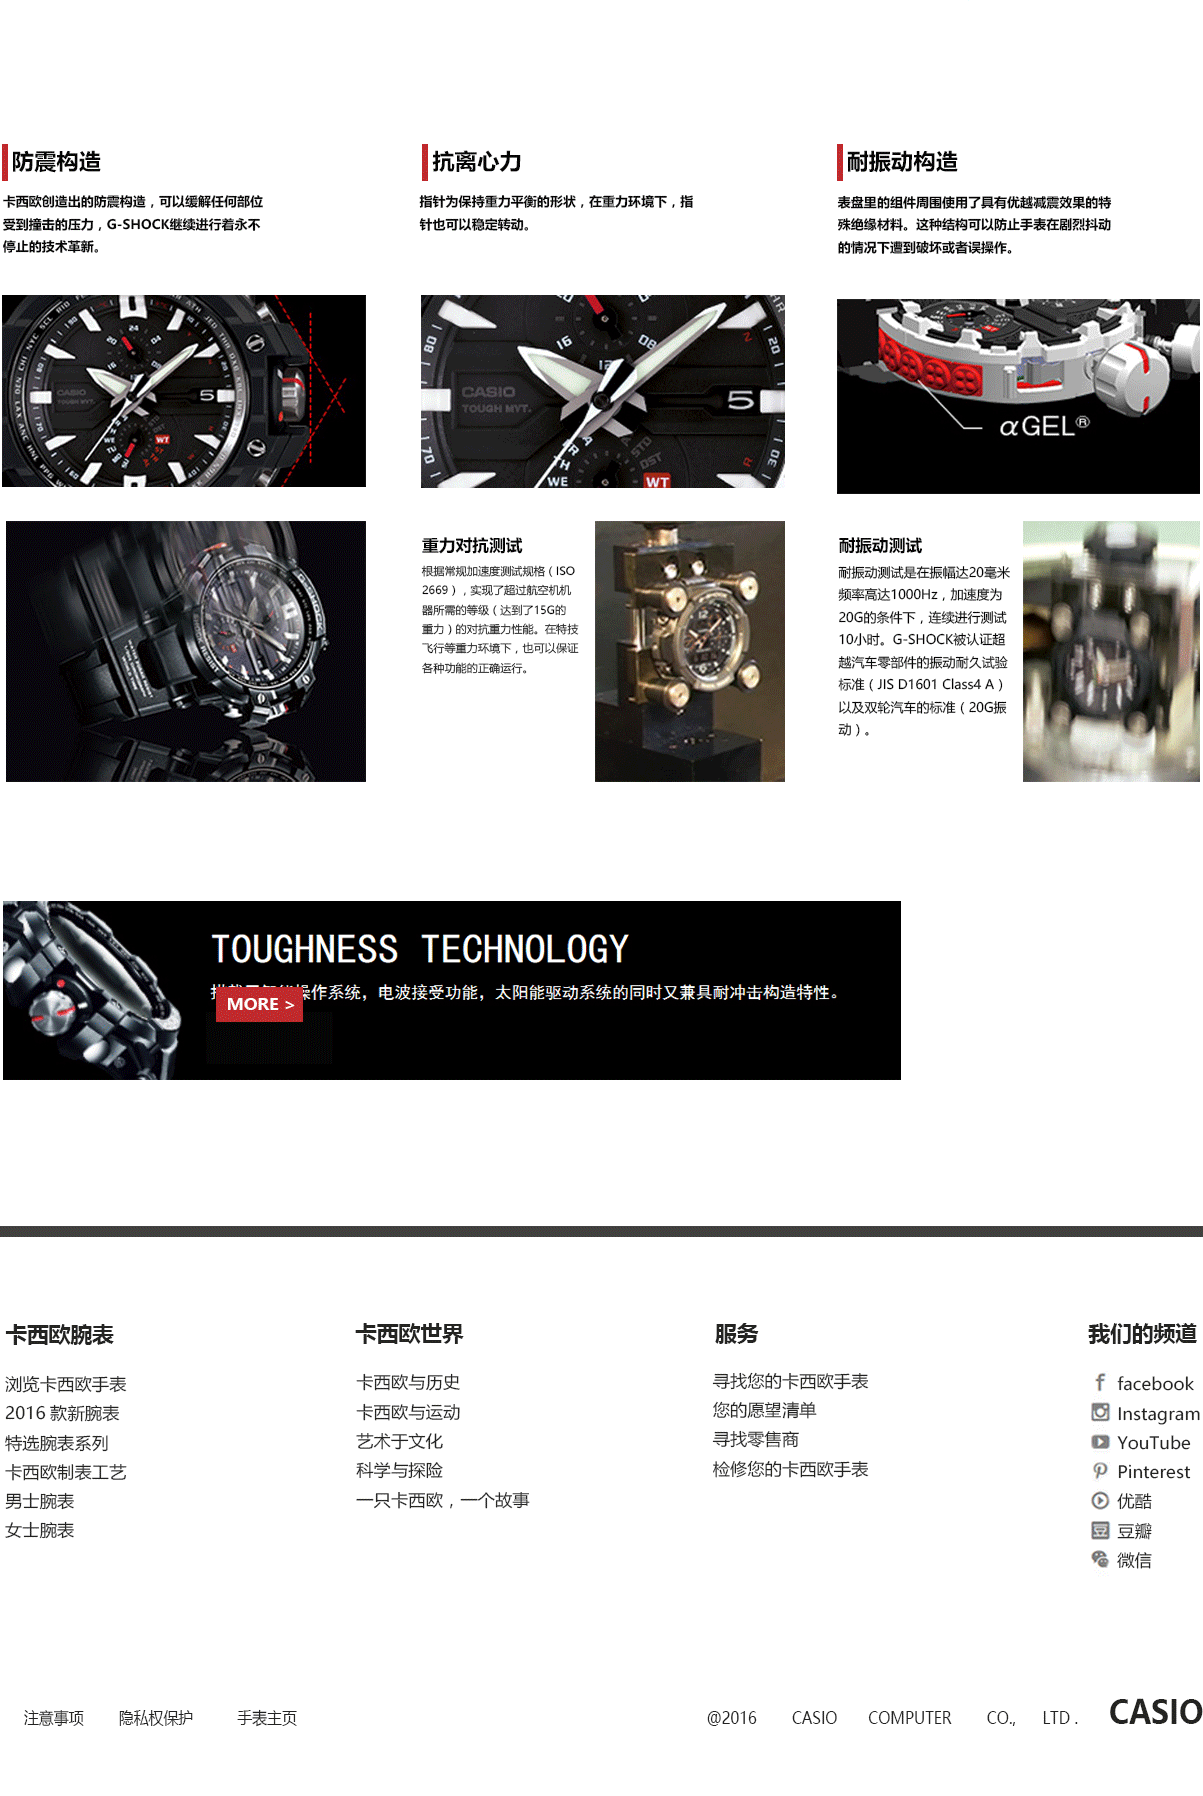 防震构造
卡西欧创造出的防震构造，可以缓解任何部位
受到撞击的压力，G-SHOCK继续进行着永不
停止的技术革新。
抗离心力
指针为保持重力平衡的形状，在重力环境下，指
针也可以稳定转动。
耐振动构造
表盘里的组件周围使用了具有优越减震效果的特
殊绝缘材料。这种结构可以防止手表在剧烈抖动
的情况下遭到破坏或者误操作。
CASIO
TOUGH MVT.
5
WT
CASIO
TOUGH MVT.
5
WT
αGEL®
重力对抗测试
根据常规加速度测试规格（ISO
2669），实现了超过航空机机
器所需的等级（达到了15G的
重力）的对抗重力性能。在特技
飞行等重力环境下，也可以保证
各种功能的正确运行。
耐振动测试
耐振动测试是在振幅达20毫米
频率高达1000Hz，加速度为
20G的条件下，连续进行测试
10小时。G-SHOCK被认证超
越汽车零部件的振动耐久试验
标准（JIS D1601 Class4 A）
以及双轮汽车的标准（20G振
动）。
TOUGHNESS TECHNOLOGY
操作系统，电波接受功能，太阳能驱动系统的同时又兼具耐冲击构造特性。
MORE >
卡西欧腕表
浏览卡西欧手表
2016 款新腕表
特选腕表系列
卡西欧制表工艺
男士腕表
女士腕表
卡西欧世界
卡西欧与历史
卡西欧与运动
艺术于文化
科学与探险
一只卡西欧，一个故事
服务
寻找您的卡西欧手表
您的愿望清单
寻找零售商
检修您的卡西欧手表
我们的频道
facebook
Instagram
YouTube
Pinterest
优酷
豆瓣
微信
注意事项 隐私权保护 手表主页
@2016 CASIO COMPUTER CO., LTD . CASIO